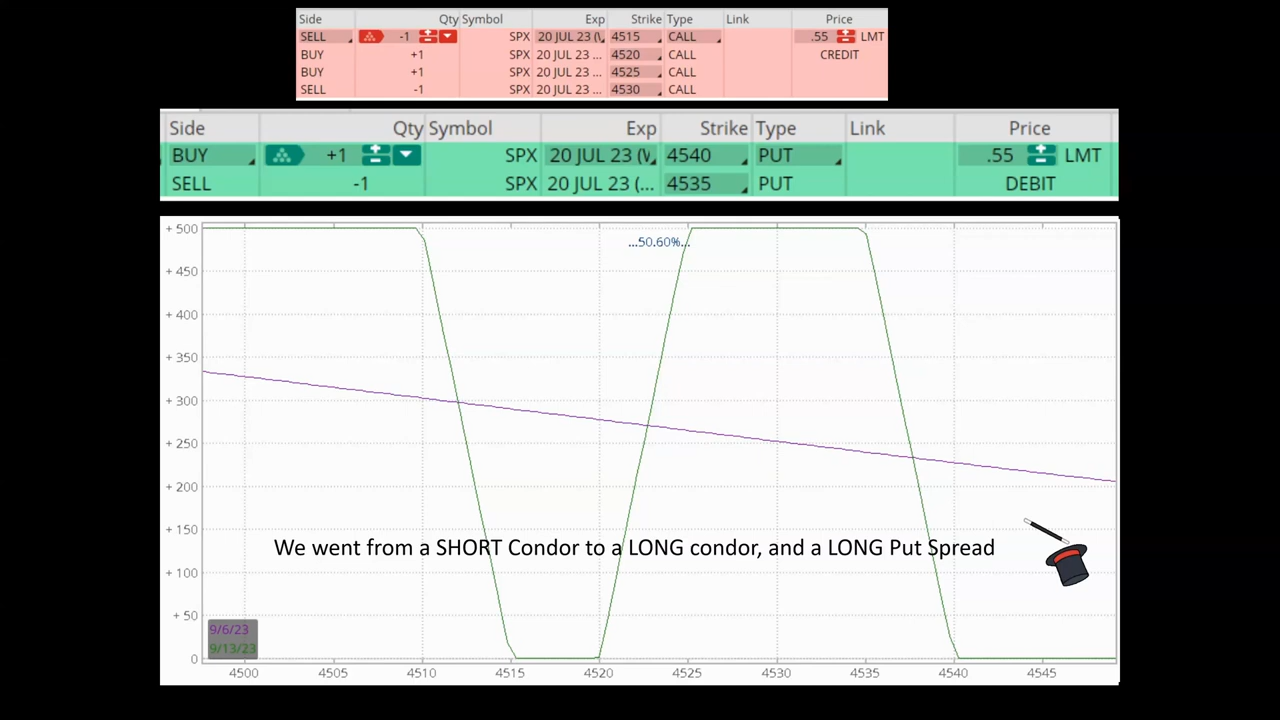 Side Qty Symbol Exp Strike Type Link Price
SELL -1 SPX 20 JUL 23 (V 4515 CALL .55 LMT
BUY +1 SPX 20 JUL 23 ... 4520 CALL CREDIT
BUY +1 SPX 20 JUL 23 ... 4525 CALL
SELL -1 SPX 20 JUL 23 ... 4530 CALL
Side Qty Symbol Exp Strike Type Link Price
BUY +1 SPX 20 JUL 23 (V 4540 PUT .55 LMT
SELL -1 SPX 20 JUL 23 (... 4535 PUT DEBIT
+500
...50.60%...
+450
+400
+350
+300
+250
+200
+150
We went from a SHORT Condor to a LONG condor, and a LONG Put Spread
+100
+50
9/6/23
9/13/23
0
4500 4505 4510 4515 4520 4525 4530 4535 4540 4545